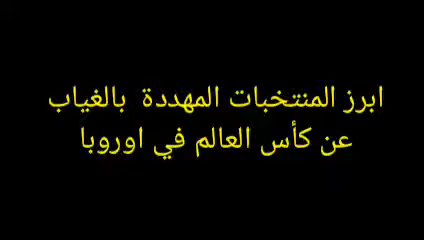 ابرز المنتخبات المهددة بالغياب
عن كأس العالم في اوروبا